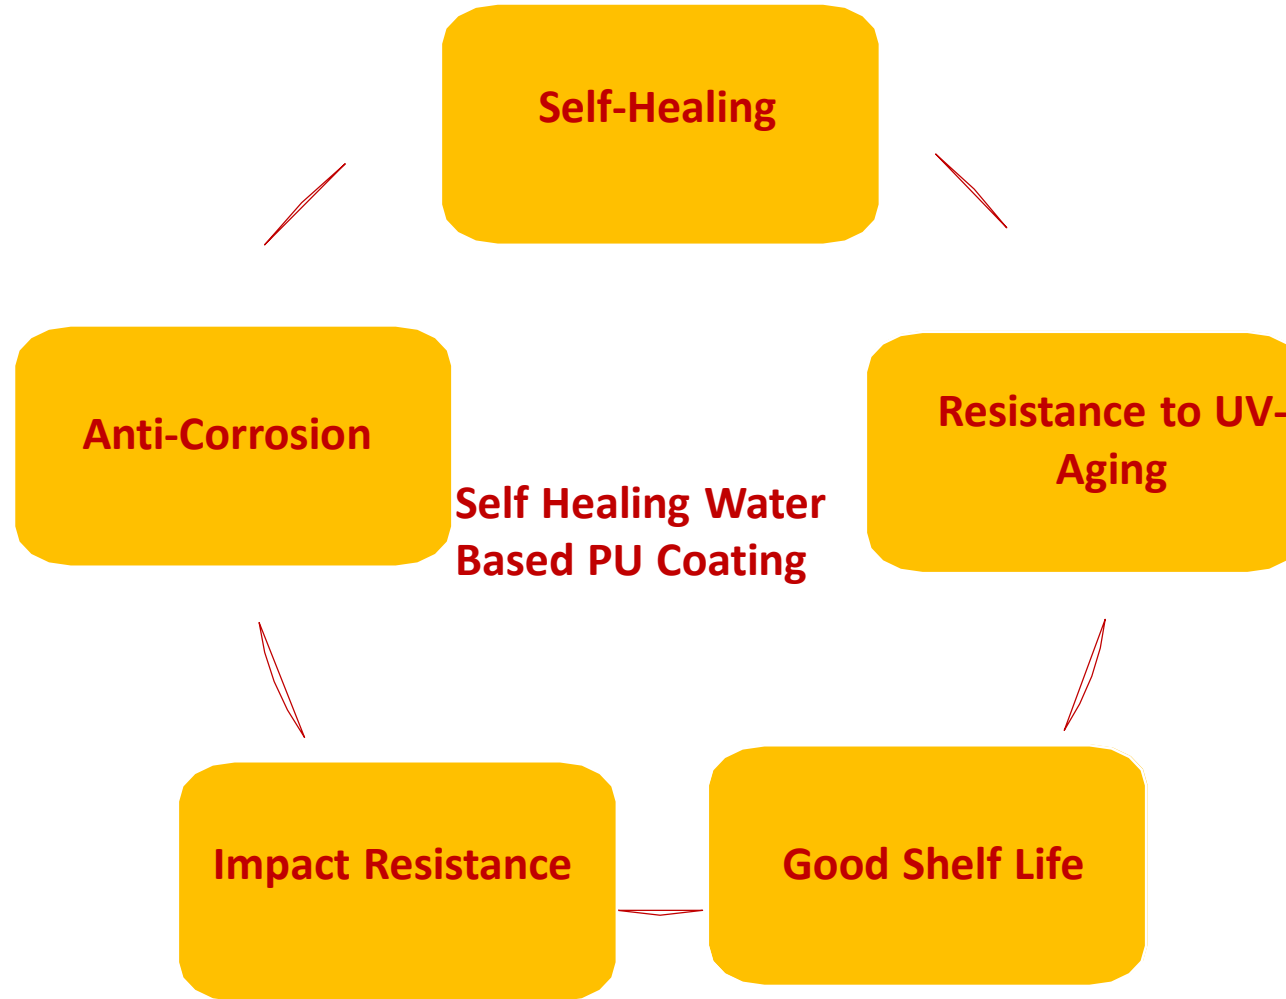 Self-Healing
Anti-Corrosion
Resistance to UV-
Aging
Self Healing Water
Based PU Coating
Impact Resistance
Good Shelf Life